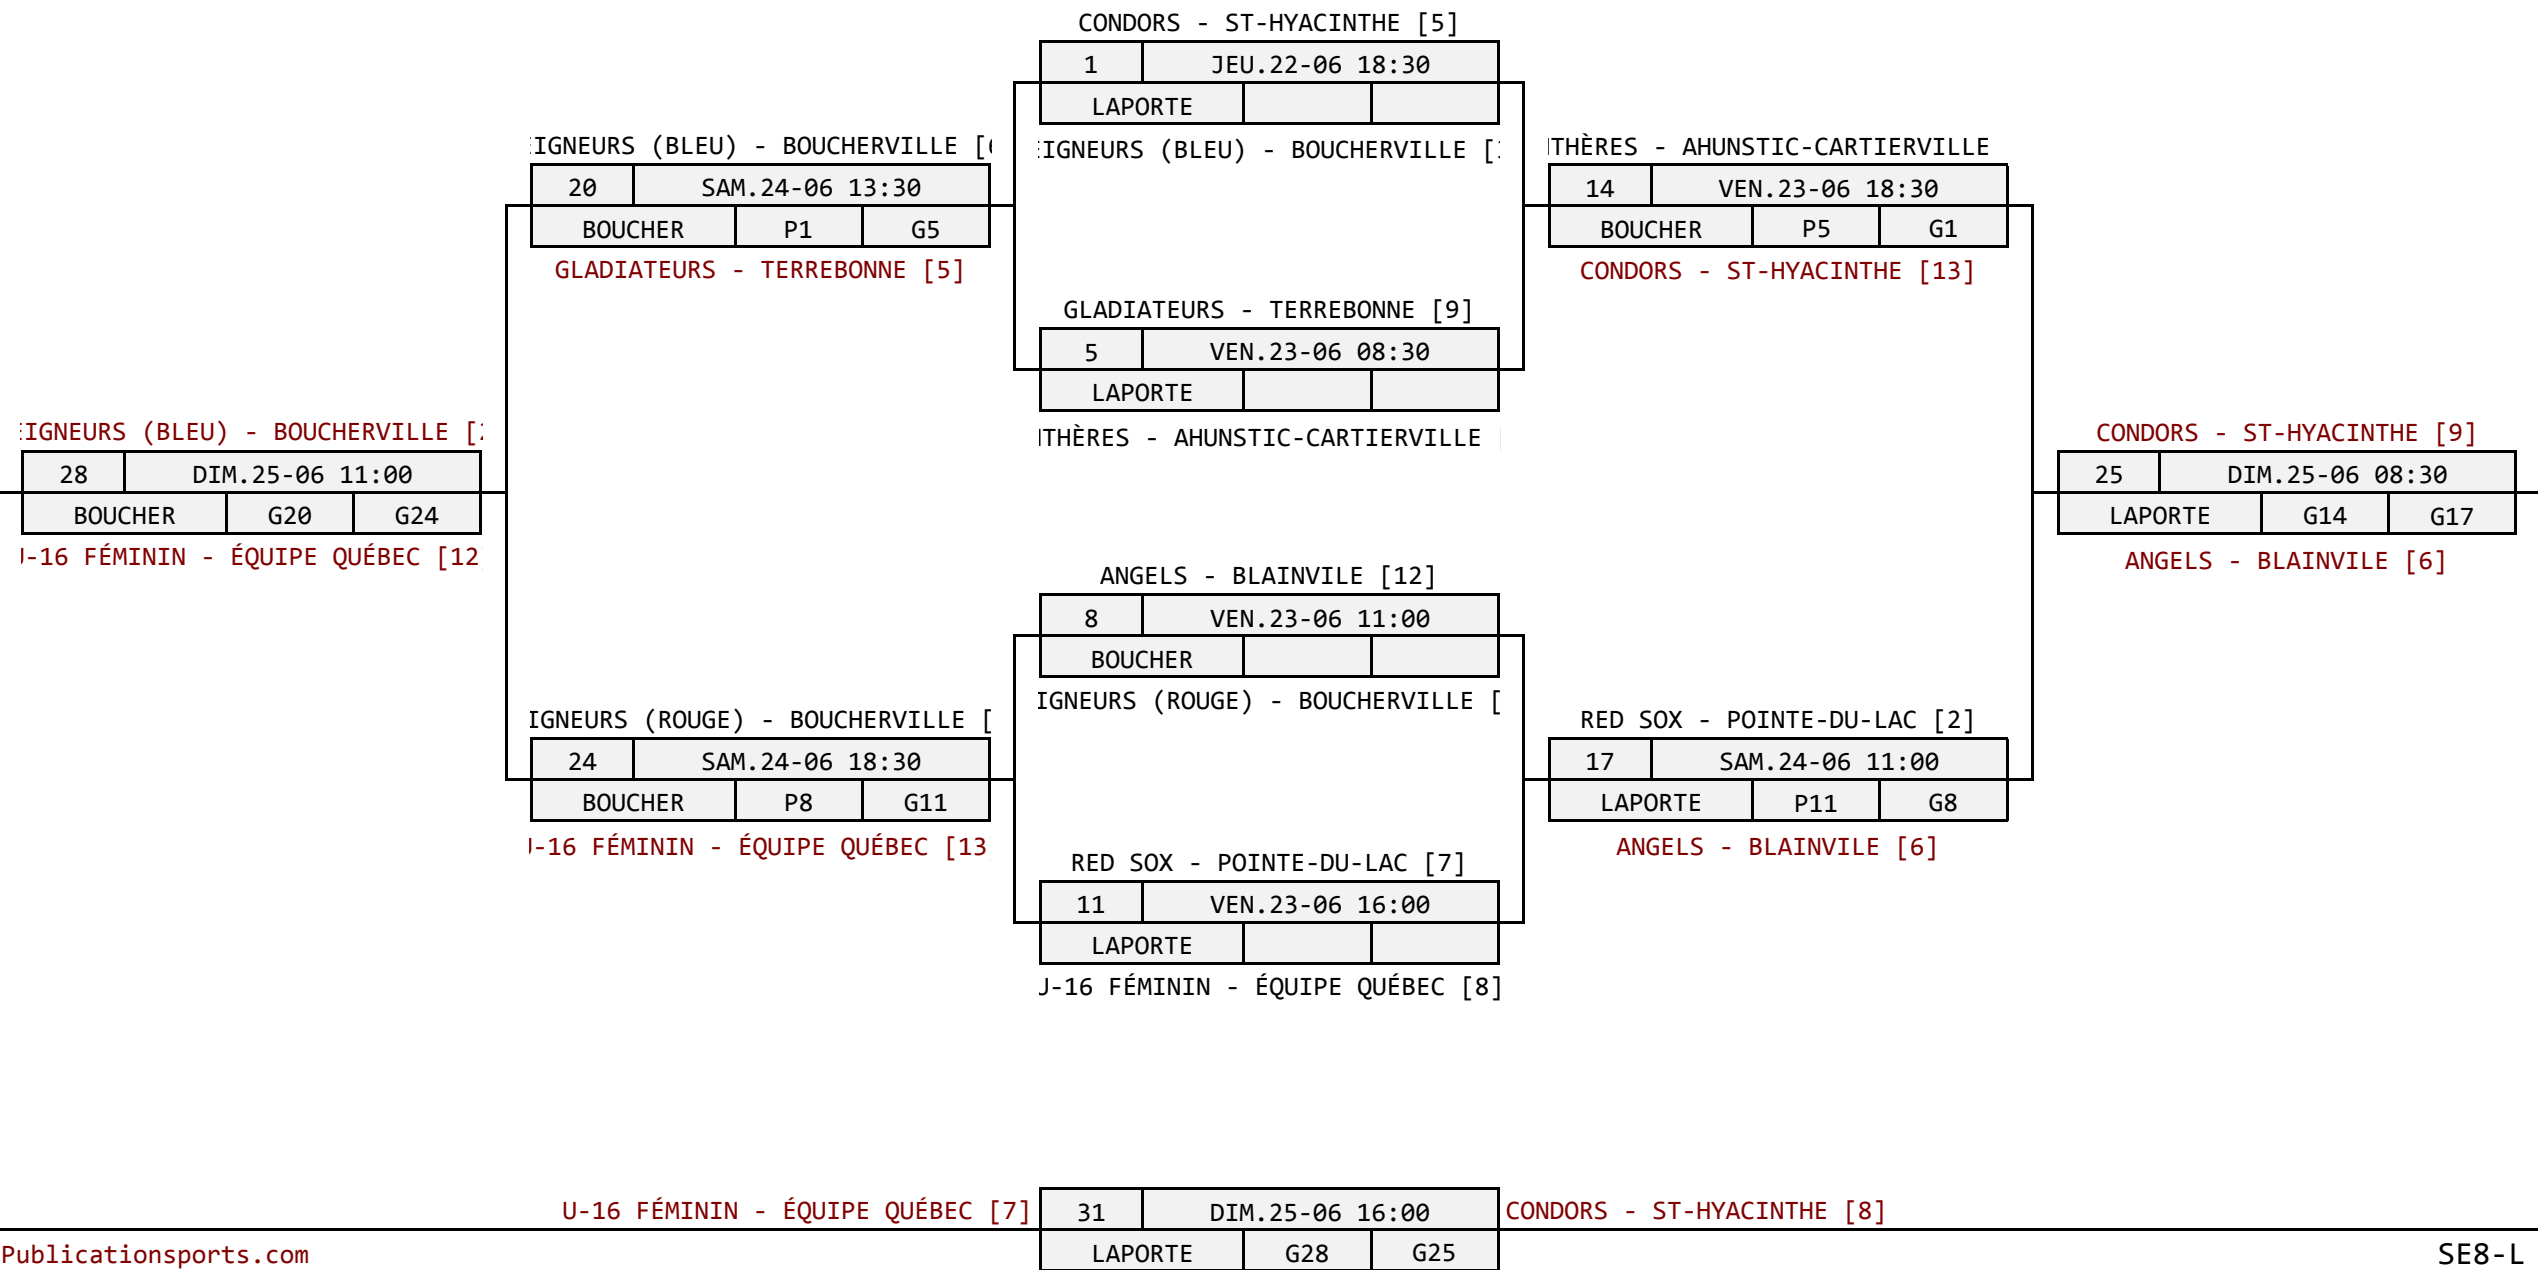 CONDORS - ST-HYACINTHE [5]
1 JEU.22-06 18:30
LAPORTE
IGNEURS (BLEU) - BOUCHERVILLE [
IGNEURS (BLEU) - BOUCHERVILLE [
20 SAM.24-06 13:30
BOUCHER P1 G5
GLADIATEURS - TERREBONNE [5]
THÈRES - AHUNSTIC-CARTIERVILLE
14 VEN.23-06 18:30
BOUCHER P5 G1
CONDORS - ST-HYACINTHE [13]
GLADIATEURS - TERREBONNE [9]
5 VEN.23-06 08:30
LAPORTE
THÈRES - AHUNSTIC-CARTIERVILLE
IGNEURS (BLEU) - BOUCHERVILLE [
28 DIM.25-06 11:00
BOUCHER G20 G24
-16 FÉMININ - ÉQUIPE QUÉBEC [12
CONDORS - ST-HYACINTHE [9]
25 DIM.25-06 08:30
LAPORTE G14 G17
ANGELS - BLAINVILE [6]
ANGELS - BLAINVILE [12]
8 VEN.23-06 11:00
BOUCHER
IGNEURS (ROUGE) - BOUCHERVILLE [
IGNEURS (ROUGE) - BOUCHERVILLE [
24 SAM.24-06 18:30
BOUCHER P8 G11
-16 FÉMININ - ÉQUIPE QUÉBEC [13
RED SOX - POINTE-DU-LAC [2]
17 SAM.24-06 11:00
LAPORTE P11 G8
ANGELS - BLAINVILE [6]
RED SOX - POINTE-DU-LAC [7]
11 VEN.23-06 16:00
LAPORTE
U-16 FÉMININ - ÉQUIPE QUÉBEC [8]
U-16 FÉMININ - ÉQUIPE QUÉBEC [7] 31 DIM.25-06 16:00 CONDORS - ST-HYACINTHE [8]
LAPORTE G28 G25
Publicationsports.com
SE8-L